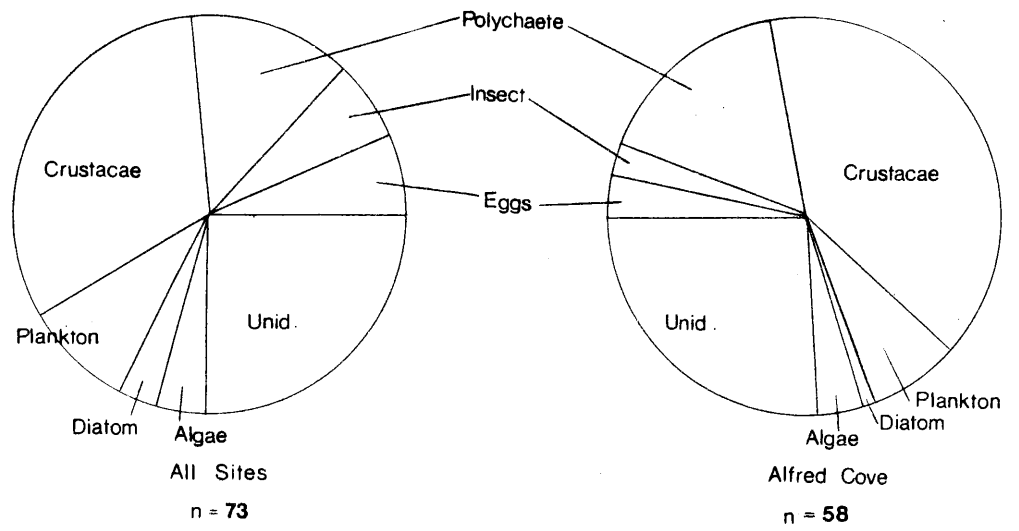 Polychaete
Insect
Crustacae
Crustacae
Eggs
Unid.
Unid.
Plankton
Plankton
Diatom
Diatom
Algae
Algae
All Sites
Alfred Cove
n = 73
n = 58